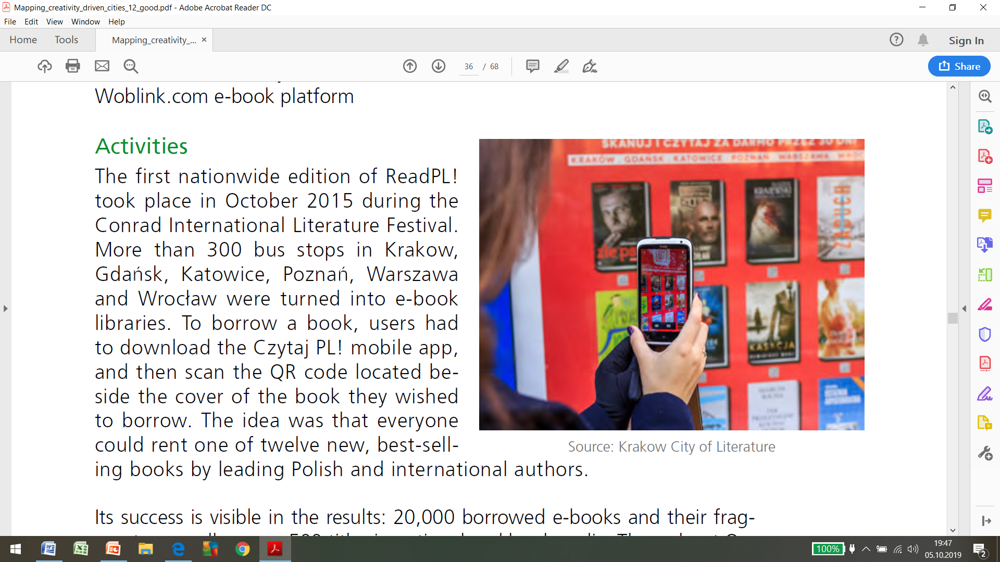 Mapping_creativity_driven_cities_12_good.pdf - Adobe Acrobat Reader DC
File Edit View Window Help
Home Tools Mapping_creativity_... × Sign In
36 / 68 Share
Woblink.com e-book platform
Activities
The first nationwide edition of ReadPL!
took place in October 2015 during the
Conrad International Literature Festival.
More than 300 bus stops in Krakow,
Gdańsk, Katowice, Poznań, Warszawa
and Wrocław were turned into e-book
libraries. To borrow a book, users had
to download the Czytaj PL! mobile app,
and then scan the QR code located be-
side the cover of the book they wished
to borrow. The idea was that everyone
could rent one of twelve new, best-sell-
ing books by leading Polish and international authors.
SKANUJ I CZYTAJ ZA DARMO PRZEZ 30 DNI
KRAKÓW GDAŃSK KATOWICE POZNAŃ WARSZAWA
KRAJEWSKI
ZADUCH
KASACJA
Source: Krakow City of Literature
Its success is visible in the results: 20,000 borrowed e-books and their frag-
100%
19:47
05.10.2019
2